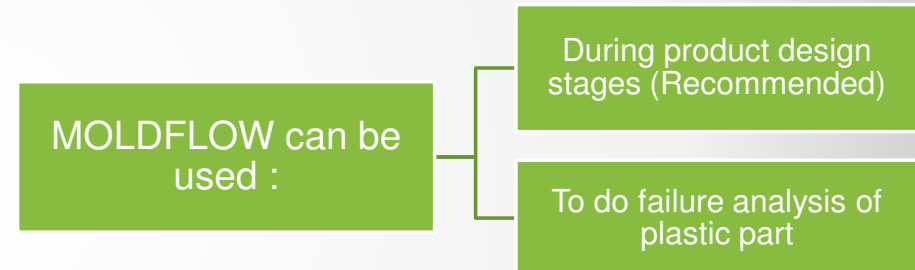 MOLDFLOW can be
used :
During product design
stages (Recommended)
To do failure analysis of
plastic part